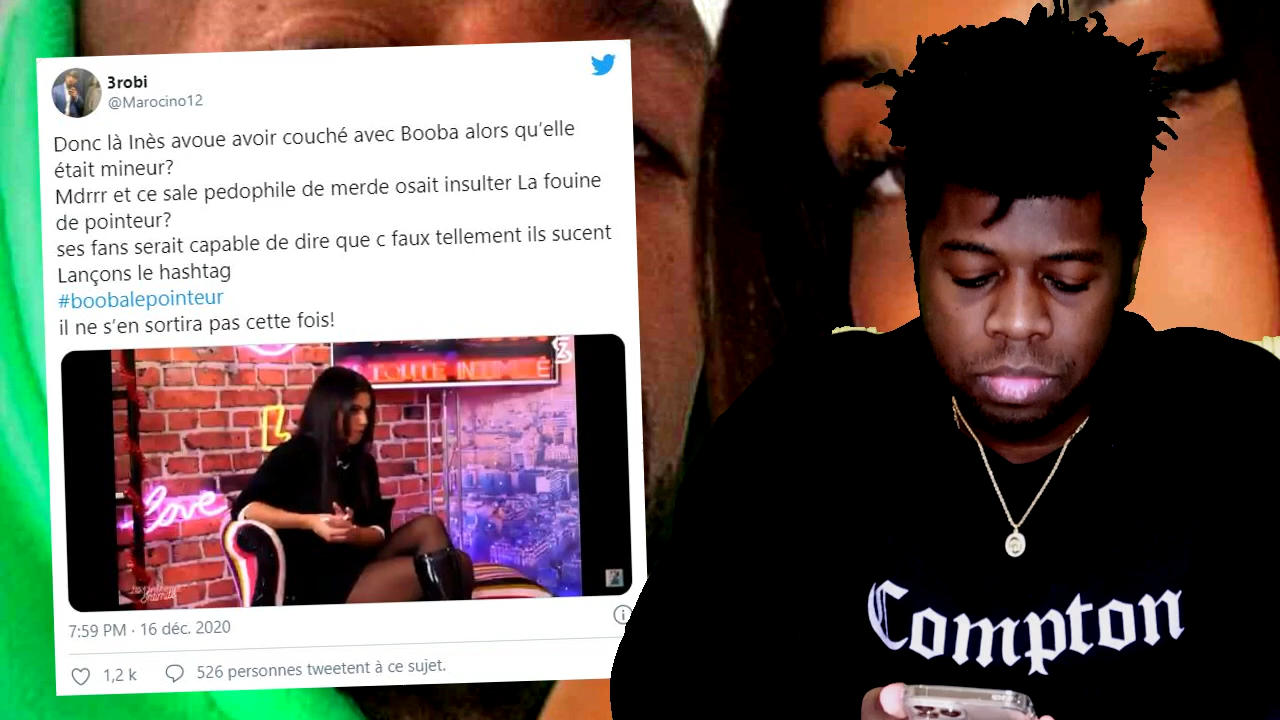 3robi
@Marocino12
Donc là Inès avoue avoir couché avec Booba alors qu'elle
était mineur?
Mdrrr et ce sale pedophile de merde osait insulter La fouine
de pointeur?
ses fans serait capable de dire que c faux tellement ils sucent
Lançons le hashtag
#boobalepointeur
il ne s'en sortira pas cette fois!
love
7:59 PM · 16 déc. 2020
1,2 k
526 personnes tweetent à ce sujet.
Compton